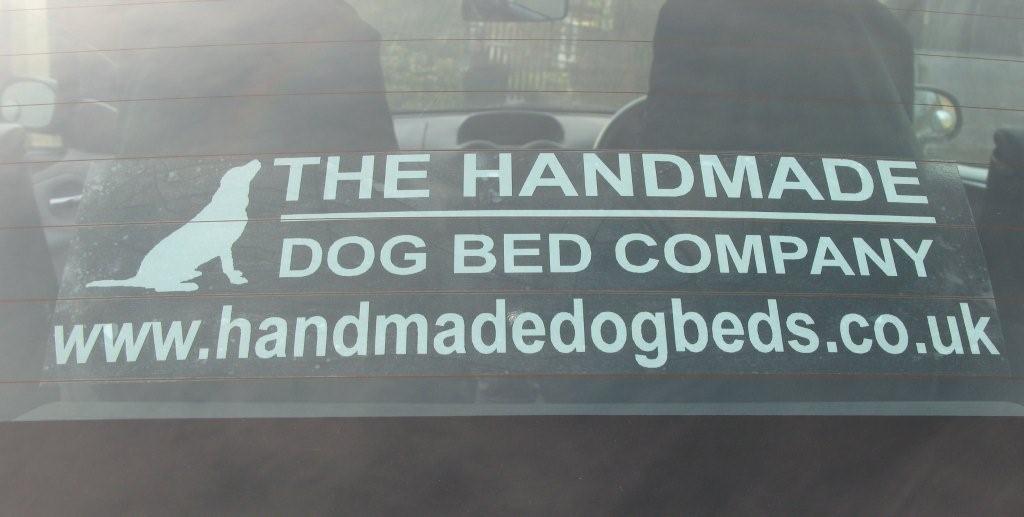 THE HANDMADE
DOG BED COMPANY
www.handmadedogbeds.co.uk